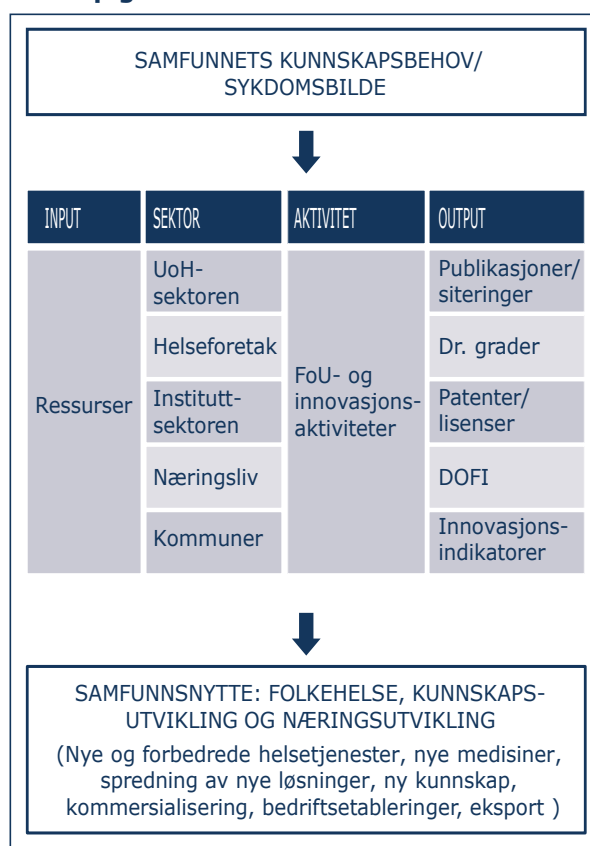 SAMFUNNETS KUNNSKAPSBEHOV/
SYKDOMSBILDE
INPUT
SEKTOR
AKTIVITET
OUTPUT
Ressurser
UoH-
sektoren
Helseforetak
Institutt-
sektoren
Næringsliv
Kommuner
FoU- og
innovasjons-
aktiviteter
Publikasjoner/
siteringer
Dr. grader
Patenter/
lisenser
DOFI
Innovasjons-
indikatorer
SAMFUNNSNYTTE: FOLKEHELSE, KUNNSKAPS-
UTVIKLING OG NÆRINGSUTVIKLING
(Nye og forbedrede helsetjenester, nye medisiner,
spredning av nye løsninger, ny kunnskap,
kommersialisering, bedriftsetableringer, eksport )